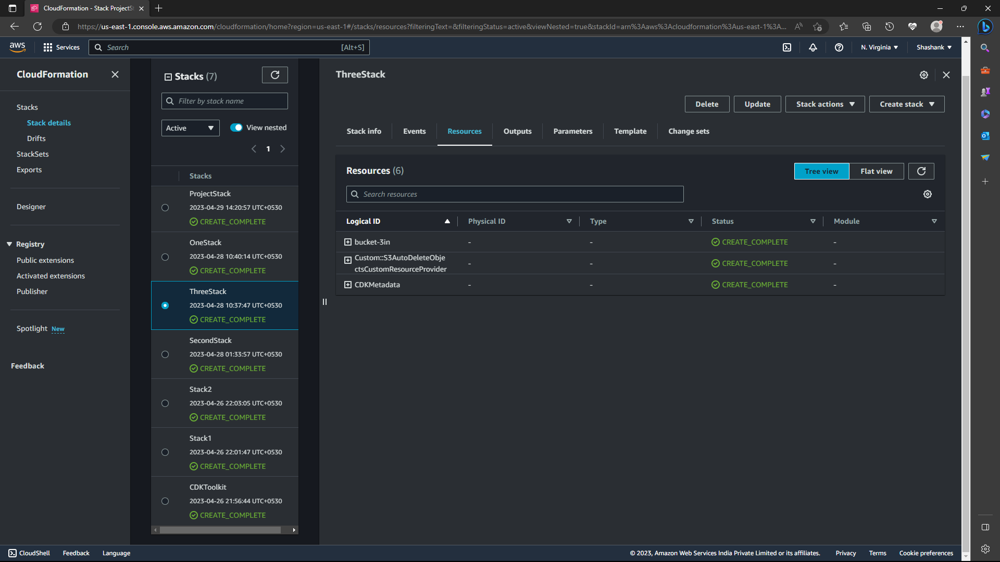 CloudFormation - Stack ProjectSt
https://us-east-1.console.aws.amazon.com/cloudformation/home?region=us-east-1#/stacks/resources?filteringText=&filteringStatus=active&viewNested=true&stackId=arn%3Aaws%3Acloudformation%3Aus-east-1%3A...
aws
Services
Search
[Alt+S]
N. Virginia
Shashank
CloudFormation
Stacks
Stack details
Drifts
StackSets
Exports
Designer
Registry
Public extensions
Activated extensions
Publisher
Spotlight New
Feedback
Stacks (7)
Filter by stack name
Active
View nested
1
Stacks
ProjectStack
2023-04-29 14:20:57 UTC+0530
CREATE_COMPLETE
OneStack
2023-04-28 10:40:14 UTC+0530
CREATE_COMPLETE
ThreeStack
2023-04-28 10:37:47 UTC+0530
CREATE_COMPLETE
SecondStack
2023-04-28 01:33:57 UTC+0530
CREATE_COMPLETE
Stack2
2023-04-26 22:03:05 UTC+0530
CREATE_COMPLETE
Stack1
2023-04-26 22:01:47 UTC+0530
CREATE_COMPLETE
CDKToolkit
2023-04-26 21:56:44 UTC+0530
CREATE_COMPLETE
ThreeStack
Delete
Update
Stack actions
Create stack
Stack info
Events
Resources
Outputs
Parameters
Template
Change sets
Resources (6)
Tree view
Flat view
Search resources
Logical ID
Physical ID
Type
Status
Module
bucket-3in - - CREATE_COMPLETE -
Custom::S3AutoDeleteObje
ctsCustomResourceProvider - - CREATE_COMPLETE -
CDKMetadata - - CREATE_COMPLETE -
CloudShell
Feedback
Language
© 2023, Amazon Web Services India Private Limited or its affiliates.
Privacy
Terms
Cookie preferences